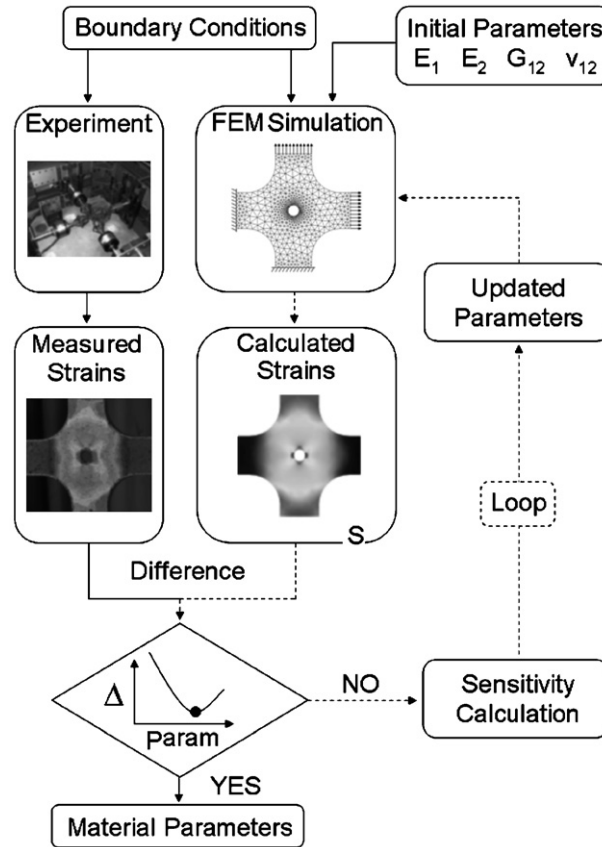 Boundary Conditions
Initial Parameters
E₁ E₂ G₁₂ ν₁₂
Experiment
FEM Simulation
Updated
Parameters
Measured
Strains
Calculated
Strains
S
Loop
Difference
Δ
Param
NO
Sensitivity
Calculation
YES
Material Parameters